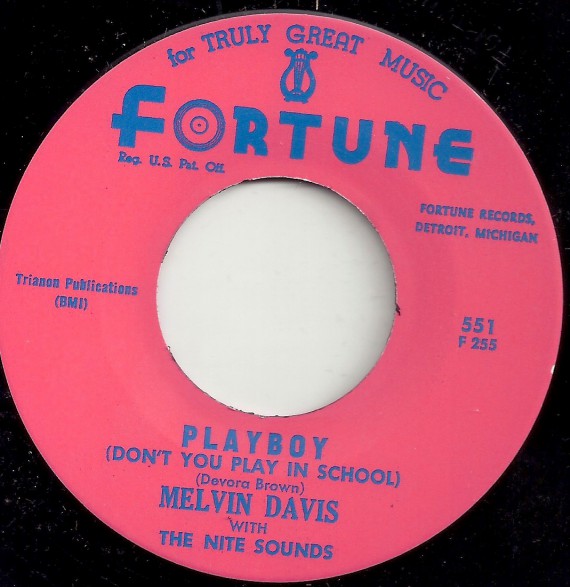 for TRULY GREAT MUSIC
FORTUNE
Reg. U.S. Pat. Off.
FORTUNE RECORDS,
DETROIT, MICHIGAN
Trianon Publications
(BMI)
551
F 255
PLAYBOY
(DON'T YOU PLAY IN SCHOOL)
(Devora Brown)
MELVIN DAVIS
WITH
THE NITE SOUNDS